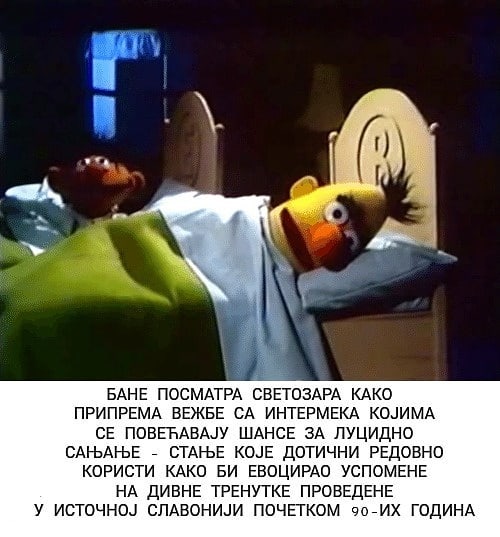 B
БАНЕ ПОСМАТРА СВЕТОЗАРА КАКО
ПРИПРЕМА ВЕЖБЕ СА ИНТЕРМЕКА КОЈИМА
СЕ ПОВЕЋАВАЈУ ШАНСЕ ЗА ЛУЦИДНО
САЊАЊЕ - СТАЊЕ КОЈЕ ДОТИЧНИ РЕДОВНО
КОРИСТИ КАКО БИ ЕВОЦИРАО УСПОМЕНЕ
НА ДИВНЕ ТРЕНУТКЕ ПРОВЕДЕНЕ
У ИСТОЧНОЈ СЛАВОНИЈИ ПОЧЕТКОМ 90-ИХ ГОДИНА